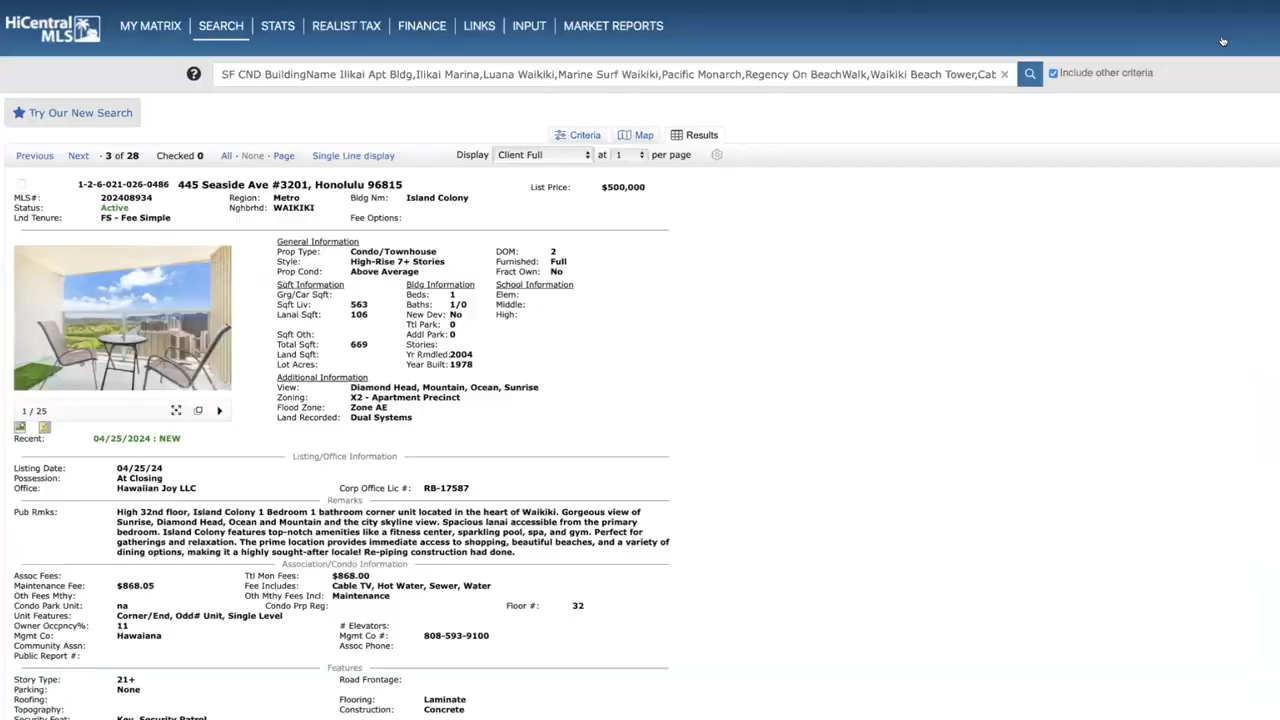 HiCentral MLS
MY MATRIX SEARCH STATS REALIST TAX FINANCE LINKS INPUT MARKET REPORTS
? SF CND BuildingName Ilikai Apt Bldg,Ilikai Marina,Luana Waikiki,Marine Surf Waikiki,Pacific Monarch,Regency On BeachWalk,Waikiki Beach Tower,Cab × Include other criteria
Try Our New Search
Criteria Map Results
Previous Next · 3 of 28 Checked 0 All · None · Page Single Line display Display Client Full at 1 per page
1-2-6-021-026-0486 445 Seaside Ave #3201, Honolulu 96815 List Price: $500,000
MLS#: 202408934 Region: Metro Bldg Nm: Island Colony
Status: Active Nghbrhd: WAIKIKI
Lnd Tenure: FS - Fee Simple Fee Options:
General Information
Prop Type: Condo/Townhouse DOM: 2
Style: High-Rise 7+ Stories Furnished: Full
Prop Cond: Above Average Fract Own: No
Sqft Information Bldg Information School Information
Grg/Car Sqft: Beds: 1 Elem:
Sqft Liv: 563 Baths: 1/0 Middle:
Lanai Sqft: 106 New Dev: No High:
Ttl Park: 0
Sqft Oth: Addl Park: 0
Total Sqft: 669 Stories:
Land Sqft: Yr Rmdled: 2004
Lot Acres: Year Built: 1978
Additional Information
View: Diamond Head, Mountain, Ocean, Sunrise
Zoning: X2 - Apartment Precinct
Flood Zone: Zone AE
Land Recorded: Dual Systems
1 / 25
Recent: 04/25/2024 : NEW
Listing/Office Information
Listing Date: 04/25/24
Possession: At Closing
Office: Hawaiian Joy LLC Corp Office Lic #: RB-17587
Remarks
Pub Rmks: High 32nd floor, Island Colony 1 Bedroom 1 bathroom corner unit located in the heart of Waikiki. Gorgeous view of
Sunrise, Diamond Head, Ocean and Mountain and the city skyline view. Spacious lanai accessible from the primary
bedroom. Island Colony features top-notch amenities like a fitness center, sparkling pool, spa, and gym. Perfect for
gatherings and relaxation. The prime location provides immediate access to shopping, beautiful beaches, and a variety of
dining options, making it a highly sought-after locale! Re-piping construction had done.
Association/Condo Information
Assoc Fees: Ttl Mon Fees: $868.00
Maintenance Fee: $868.05 Fee Includes: Cable TV, Hot Water, Sewer, Water
Oth Fees Mthy: Oth Mthy Fees Incl: Maintenance
Condo Park Unit: na Condo Prp Reg: Floor #: 32
Unit Features: Corner/End, Odd# Unit, Single Level
Owner Occpncy%: 11 # Elevators:
Mgmt Co: Hawaiana Mgmt Co #: 808-593-9100
Community Assn: Assoc Phone:
Public Report #:
Features
Story Type: 21+ Road Frontage:
Parking: None
Roofing: Flooring: Laminate
Topography: Construction: Concrete
Security Feat: Key, Security Patrol